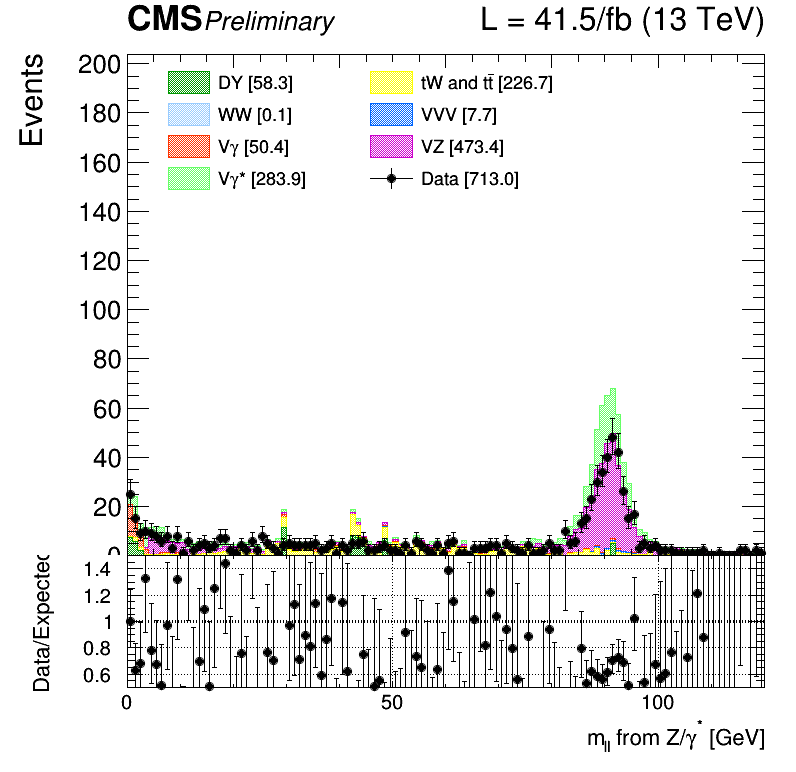 CMS Preliminary L = 41.5/fb (13 TeV)
Events
200
180
160
140
120
100
80
60
40
20
0
DY [58.3]
WW [0.1]
Vγ [50.4]
Vγ* [283.9]
tW and tt̄ [226.7]
VVV [7.7]
VZ [473.4]
Data [713.0]
Data/Expected
1.4
1.2
1
0.8
0.6
0 50 100
m_ll from Z/γ* [GeV]